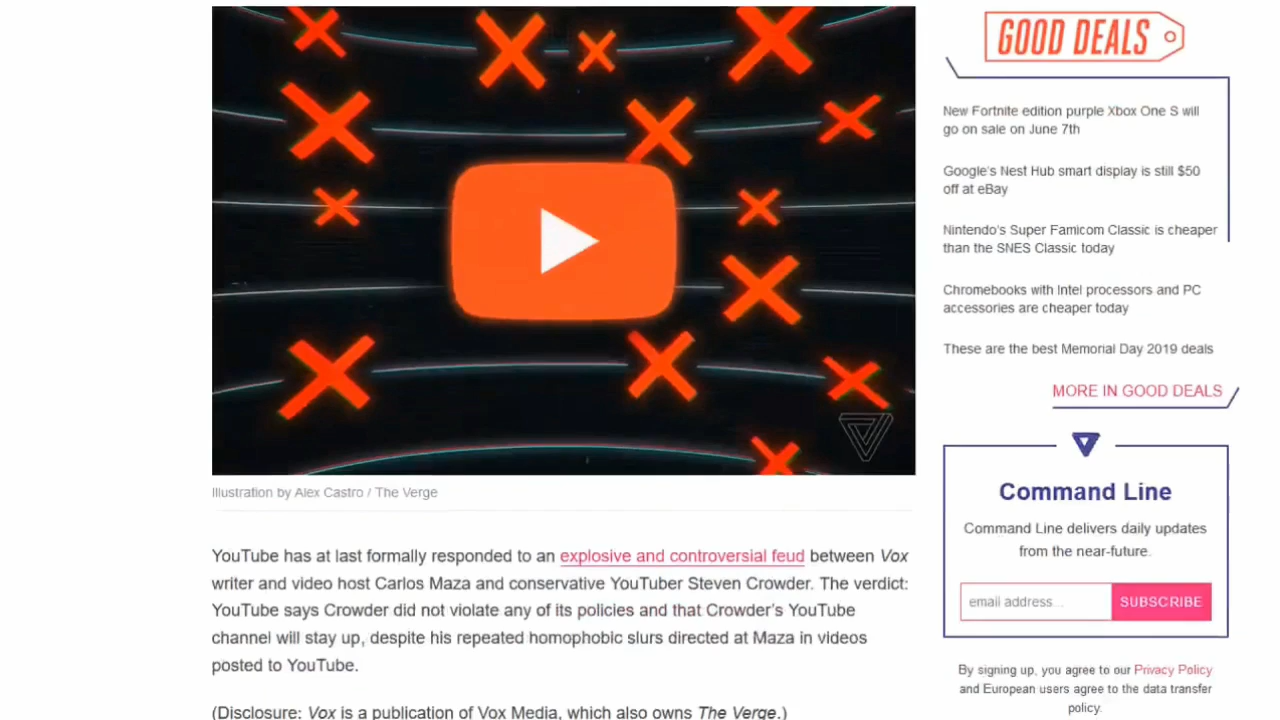 GOOD DEALS
New Fortnite edition purple Xbox One S will
go on sale on June 7th
Google's Nest Hub smart display is still $50
off at eBay
Nintendo's Super Famicom Classic is cheaper
than the SNES Classic today
Chromebooks with Intel processors and PC
accessories are cheaper today
These are the best Memorial Day 2019 deals
MORE IN GOOD DEALS
Illustration by Alex Castro / The Verge
YouTube has at last formally responded to an explosive and controversial feud between Vox
writer and video host Carlos Maza and conservative YouTuber Steven Crowder. The verdict:
YouTube says Crowder did not violate any of its policies and that Crowder's YouTube
channel will stay up, despite his repeated homophobic slurs directed at Maza in videos
posted to YouTube.
(Disclosure: Vox is a publication of Vox Media, which also owns The Verge.)
Command Line
Command Line delivers daily updates
from the near-future.
email address... SUBSCRIBE
By signing up, you agree to our Privacy Policy
and European users agree to the data transfer
policy.